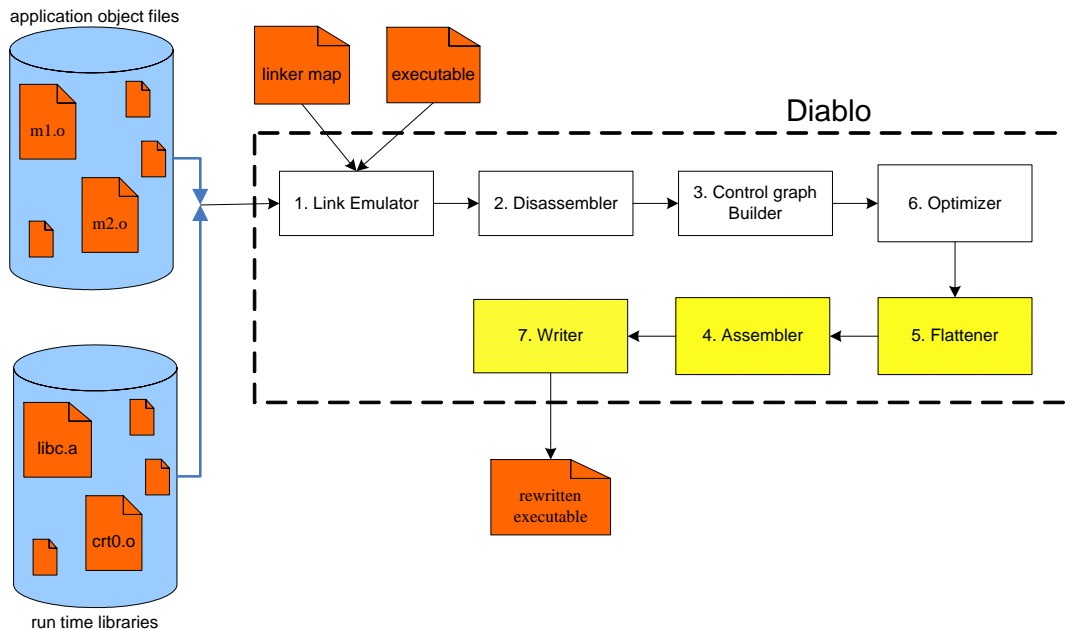 application object files
linker map
executable
Diablo
m1.o
m2.o
1. Link Emulator
2. Disassembler
3. Control graph
Builder
6. Optimizer
7. Writer
4. Assembler
5. Flattener
libc.a
crt0.o
rewritten
executable
run time libraries